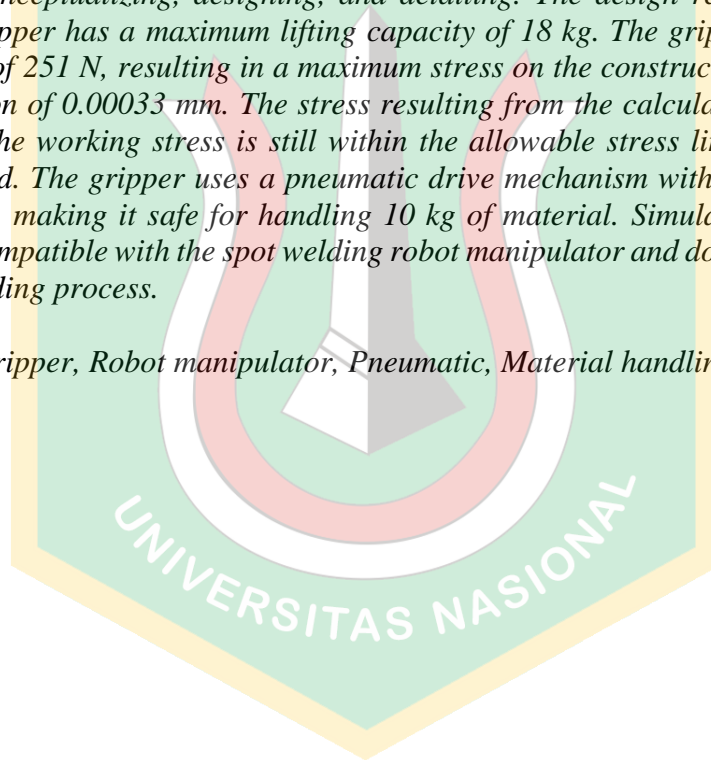 conceptualizing, designing, and detailing. The design re
pper has a maximum lifting capacity of 18 kg. The grip
of 251 N, resulting in a maximum stress on the construc
on of 0.00033 mm. The stress resulting from the calcula
he working stress is still within the allowable stress li
d. The gripper uses a pneumatic drive mechanism with
making it safe for handling 10 kg of material. Simula
mpatible with the spot welding robot manipulator and do
ding process.
ripper, Robot manipulator, Pneumatic, Material handlin
UNIVERSITAS NASIONAL